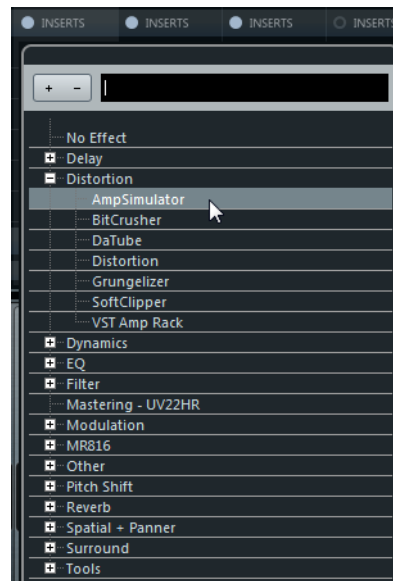 INSERTS INSERTS INSERTS INSERTS
+ -
No Effect
Delay
Distortion
AmpSimulator
BitCrusher
DaTube
Distortion
Grungelizer
SoftClipper
VST Amp Rack
Dynamics
EQ
Filter
Mastering - UV22HR
Modulation
MR816
Other
Pitch Shift
Reverb
Spatial + Panner
Surround
Tools